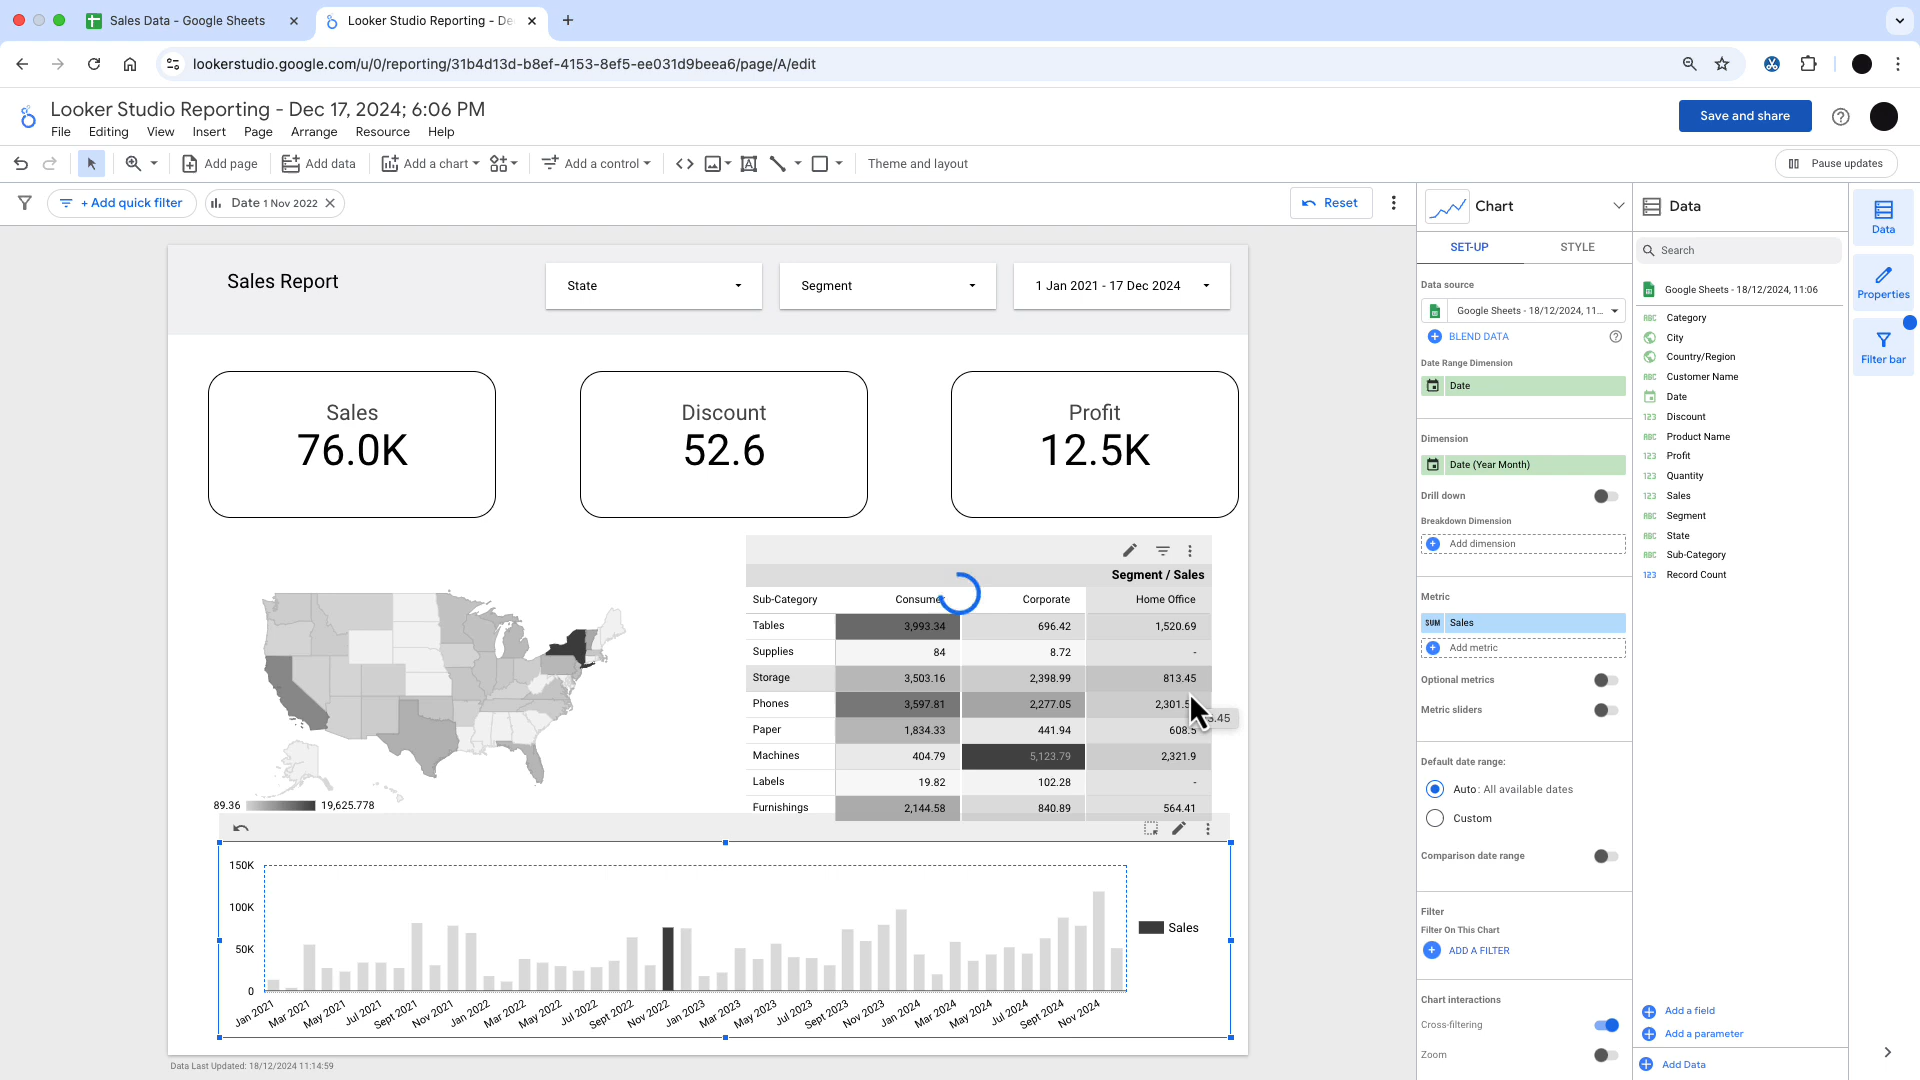 Sales Data - Google Sheets
Looker Studio Reporting - De
lookerstudio.google.com/u/0/reporting/31b4d13d-b8ef-4153-8ef5-ee031d9beea6/page/A/edit
Looker Studio Reporting - Dec 17, 2024; 6:06 PM
File Editing View Insert Page Arrange Resource Help
Save and share
Add page Add data Add a chart Add a control Theme and layout Pause updates
+ Add quick filter Date 1 Nov 2022 Reset
Sales Report
State Segment 1 Jan 2021 - 17 Dec 2024
Sales Discount Profit
76.0K 52.6 12.5K
89.36 19,625.778
Segment / Sales
Sub-Category Consumer Corporate Home Office
Tables 3,993.34 696.42 1,520.69
Supplies 84 8.72 -
Storage 3,503.16 2,398.99 813.45
Phones 3,597.81 2,277.05
Paper 1,834.33 441.94
Machines 404.79 5,123.79 2,321.9
Labels 19.82 102.28 -
Furnishings 2,144.58 840.89 564.41
150K
100K
50K
0
Jan 2021 Mar 2021 May 2021 Jul 2021 Sept 2021 Nov 2021 Jan 2022 Mar 2022 May 2022 Jul 2022 Sept 2022 Nov 2022 Jan 2023 Mar 2023 May 2023 Jul 2023 Sept 2023 Nov 2023 Jan 2024 Mar 2024 May 2024 Jul 2024 Sept 2024 Nov 2024
Sales
Data Last Updated: 18/12/2024 11:14:59
Chart
SET-UP STYLE
Data source
Google Sheets - 18/12/2024, 11...
BLEND DATA
Date Range Dimension
Date
Dimension
Date (Year Month)
Drill down
Breakdown Dimension
Add dimension
Metric
SUM Sales
Add metric
Optional metrics
Metric sliders
Default date range:
Auto: All available dates
Custom
Comparison date range
Filter
Filter On This Chart
ADD A FILTER
Chart interactions
Cross-filtering
Zoom
Data
Search
Google Sheets - 18/12/2024, 11:06
ABC Category
City
Country/Region
ABC Customer Name
Date
123 Discount
ABC Product Name
123 Profit
123 Quantity
123 Sales
ABC Segment
ABC State
ABC Sub-Category
123 Record Count
Add a field
Add a parameter
Add Data
Data
Properties
Filter bar